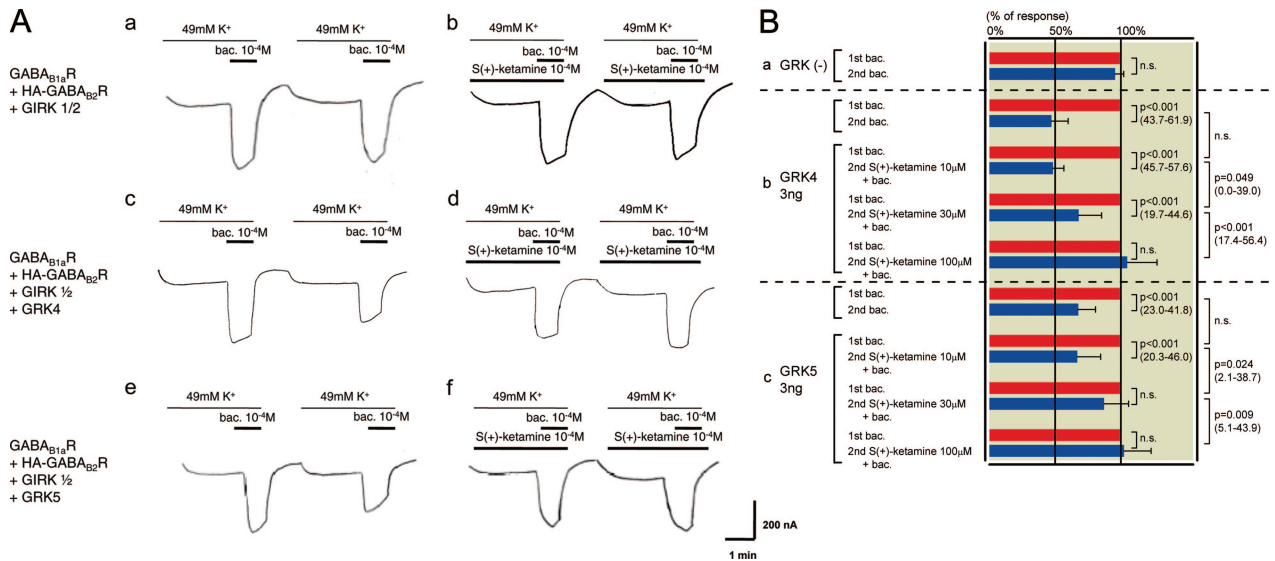 A
a
49mM K+ 49mM K+
bac. 10-4M bac. 10-4M
GABAB1aR
+ HA-GABAB2R
+ GIRK 1/2
b
49mM K+ 49mM K+
bac. 10-4M bac. 10-4M
S(+)-ketamine 10-4M S(+)-ketamine 10-4M
c
49mM K+ 49mM K+
bac. 10-4M bac. 10-4M
GABAB1aR
+ HA-GABAB2R
+ GIRK ½
+ GRK4
d
49mM K+ 49mM K+
bac. 10-4M bac. 10-4M
S(+)-ketamine 10-4M S(+)-ketamine 10-4M
e
49mM K+ 49mM K+
bac. 10-4M bac. 10-4M
GABAB1aR
+ HA-GABAB2R
+ GIRK ½
+ GRK5
f
49mM K+ 49mM K+
bac. 10-4M bac. 10-4M
S(+)-ketamine 10-4M S(+)-ketamine 10-4M
200 nA
1 min
B
(% of response)
0% 50% 100%
a GRK (-)
1st bac.
2nd bac.
n.s.
b GRK4
3ng
1st bac.
2nd bac.
p<0.001
(43.7-61.9)
1st bac.
2nd S(+)-ketamine 10μM
+ bac.
p<0.001
(45.7-57.6)
1st bac.
2nd S(+)-ketamine 30μM
+ bac.
p<0.001
(19.7-44.6)
1st bac.
2nd S(+)-ketamine 100μM
+ bac.
n.s.
n.s.
p=0.049
(0.0-39.0)
p<0.001
(17.4-56.4)
c GRK5
3ng
1st bac.
2nd bac.
p<0.001
(23.0-41.8)
1st bac.
2nd S(+)-ketamine 10μM
+ bac.
p<0.001
(20.3-46.0)
1st bac.
2nd S(+)-ketamine 30μM
+ bac.
n.s.
1st bac.
2nd S(+)-ketamine 100μM
+ bac.
n.s.
n.s.
p=0.024
(2.1-38.7)
p=0.009
(5.1-43.9)